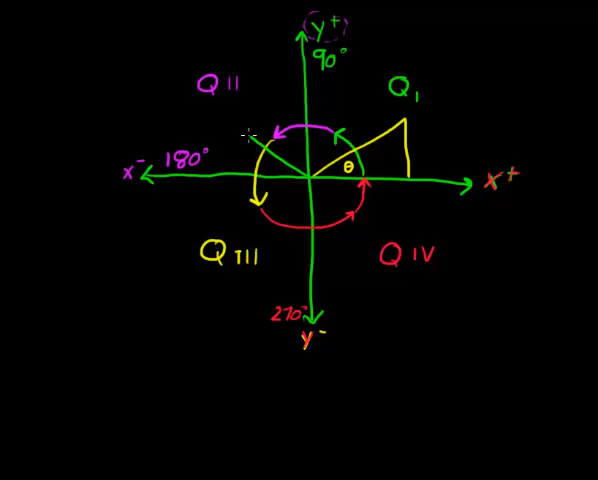 y+
90°
Q II
Q I
θ
x- 180°
x+
Q III
Q IV
270°
y-